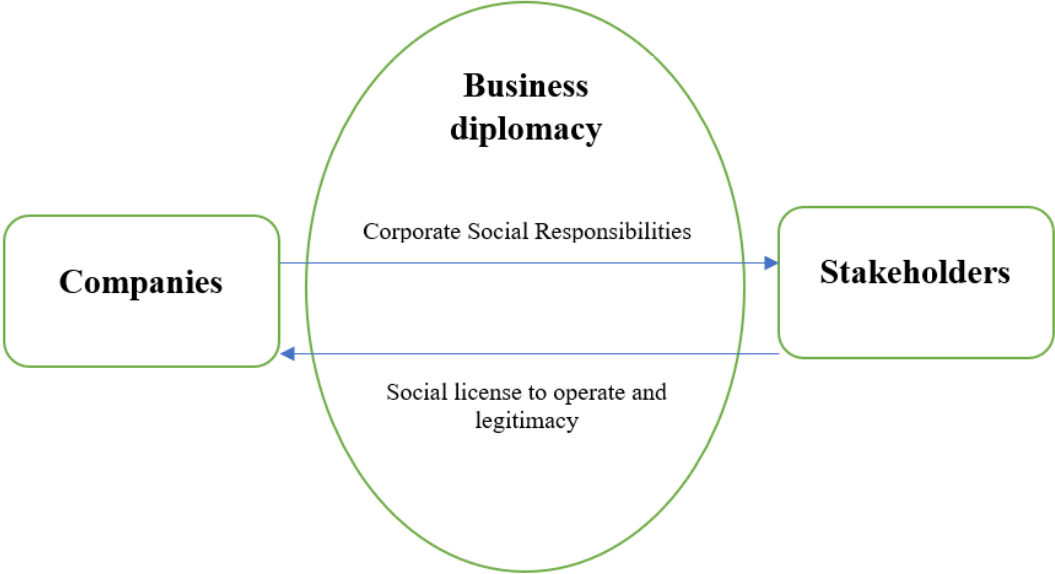 Business
diplomacy
Corporate Social Responsibilities
Companies
Stakeholders
Social license to operate and
legitimacy